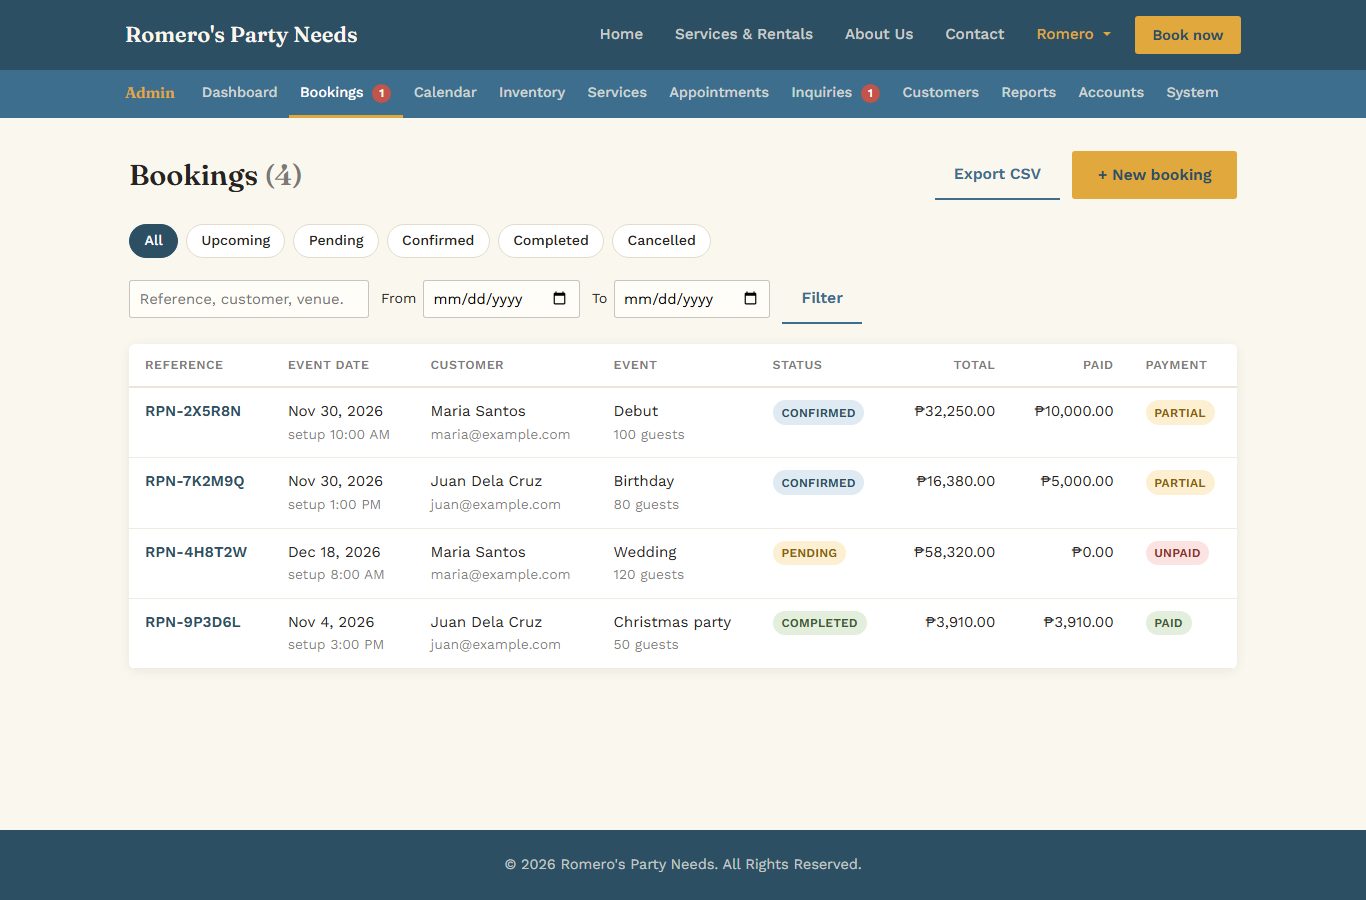 Romero's Party Needs
Home Services & Rentals About Us Contact Romero Book now
Admin Dashboard Bookings 1 Calendar Inventory Services Appointments Inquiries 1 Customers Reports Accounts System
Bookings (4)
Export CSV + New booking
All Upcoming Pending Confirmed Completed Cancelled
Reference, customer, venue. From mm/dd/yyyy To mm/dd/yyyy Filter
REFERENCE EVENT DATE CUSTOMER EVENT STATUS TOTAL PAID PAYMENT
RPN-2X5R8N Nov 30, 2026 Maria Santos Debut CONFIRMED ₱32,250.00 ₱10,000.00 PARTIAL
setup 10:00 AM maria@example.com 100 guests
RPN-7K2M9Q Nov 30, 2026 Juan Dela Cruz Birthday CONFIRMED ₱16,380.00 ₱5,000.00 PARTIAL
setup 1:00 PM juan@example.com 80 guests
RPN-4H8T2W Dec 18, 2026 Maria Santos Wedding PENDING ₱58,320.00 ₱0.00 UNPAID
setup 8:00 AM maria@example.com 120 guests
RPN-9P3D6L Nov 4, 2026 Juan Dela Cruz Christmas party COMPLETED ₱3,910.00 ₱3,910.00 PAID
setup 3:00 PM juan@example.com 50 guests
© 2026 Romero's Party Needs. All Rights Reserved.